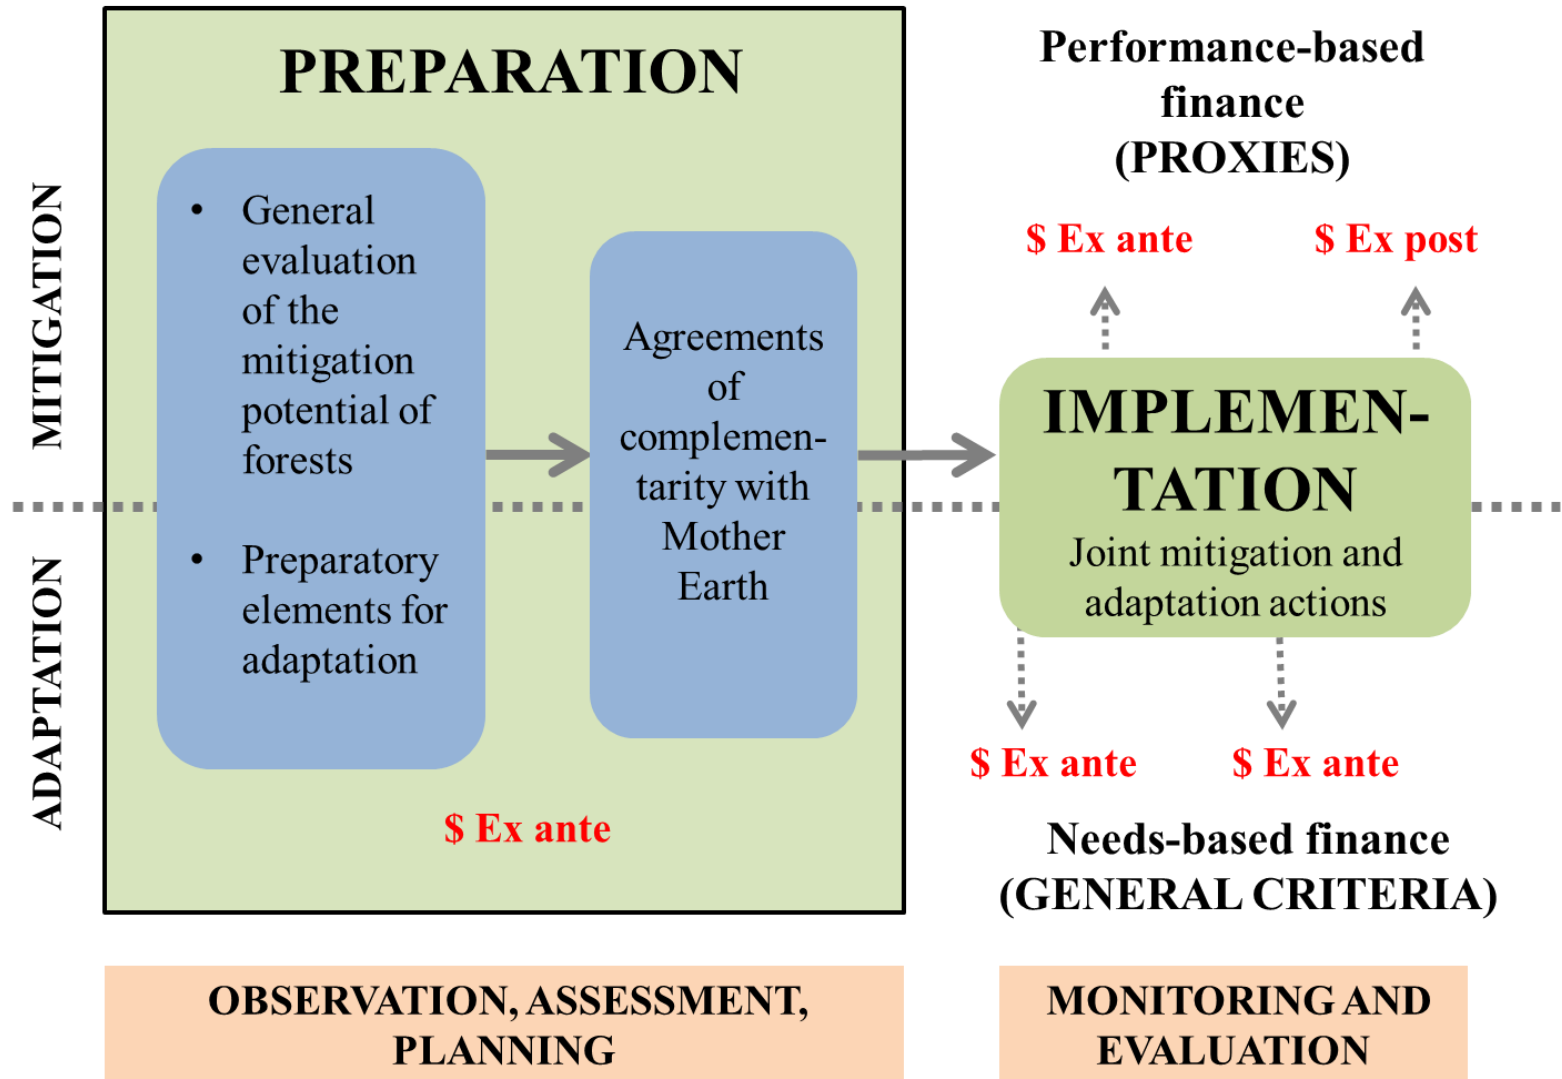 PREPARATION
MITIGATION
ADAPTATION
• General
evaluation
of the
mitigation
potential of
forests
• Preparatory
elements for
adaptation
Agreements
of
complemen-
tarity with
Mother
Earth
$ Ex ante
Performance-based
finance
(PROXIES)
$ Ex ante
$ Ex post
IMPLEMEN-
TATION
Joint mitigation and
adaptation actions
$ Ex ante
$ Ex ante
Needs-based finance
(GENERAL CRITERIA)
OBSERVATION, ASSESSMENT,
PLANNING
MONITORING AND
EVALUATION